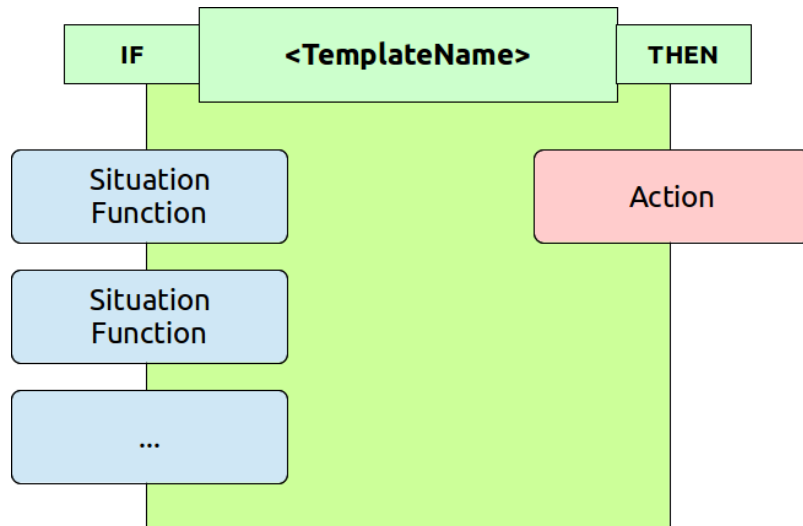 IF
<TemplateName>
THEN
Situation
Function
Action
Situation
Function
...